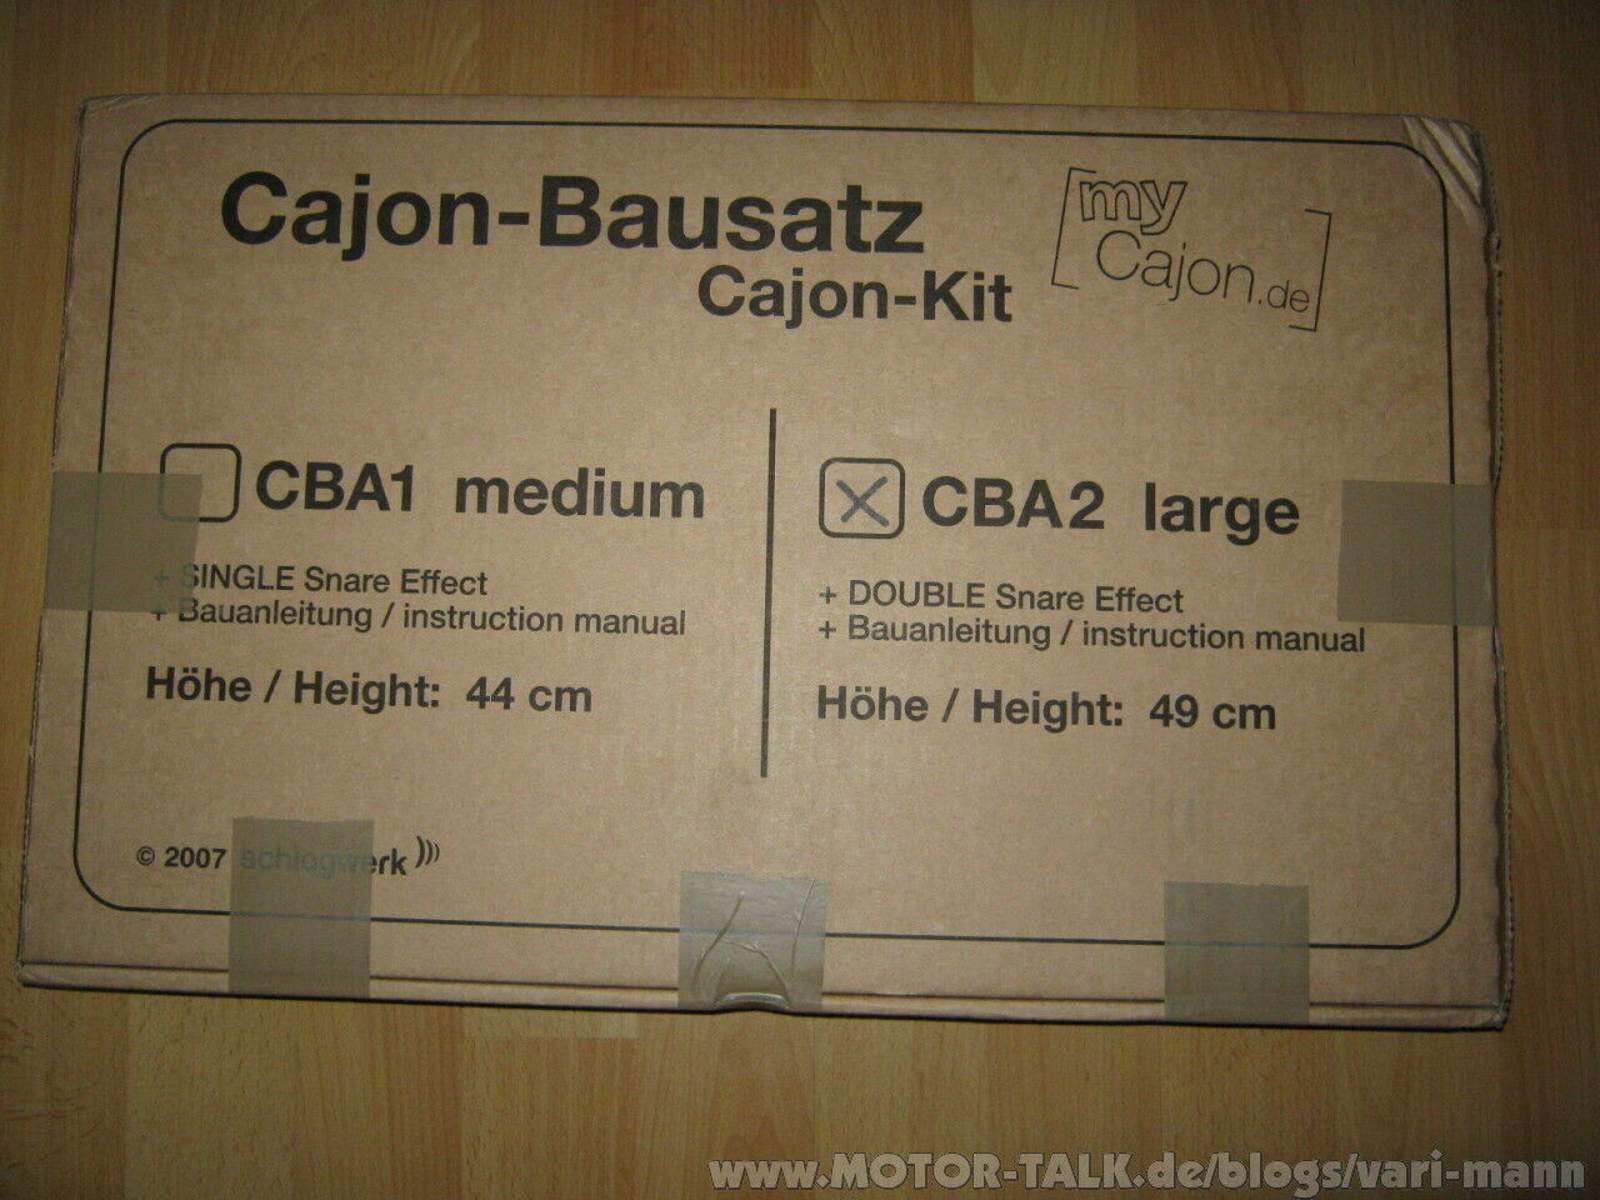 Cajon-Bausatz
Cajon-Kit
my
Cajon.de
CBA1 medium
+ SINGLE Snare Effect
+ Bauanleitung / instruction manual
Höhe / Height: 44 cm
CBA2 large
+ DOUBLE Snare Effect
+ Bauanleitung / instruction manual
Höhe / Height: 49 cm
© 2007 schlagwerk
www.MOTOR-TALK.de/blogs/vari-mann